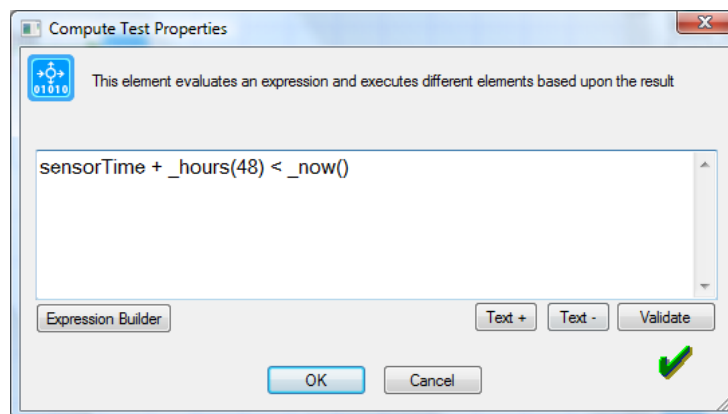 Compute Test Properties
x
01010
This element evaluates an expression and executes different elements based upon the result
sensorTime + _hours(48) < _now()
Expression Builder
Text +
Text -
Validate
OK
Cancel